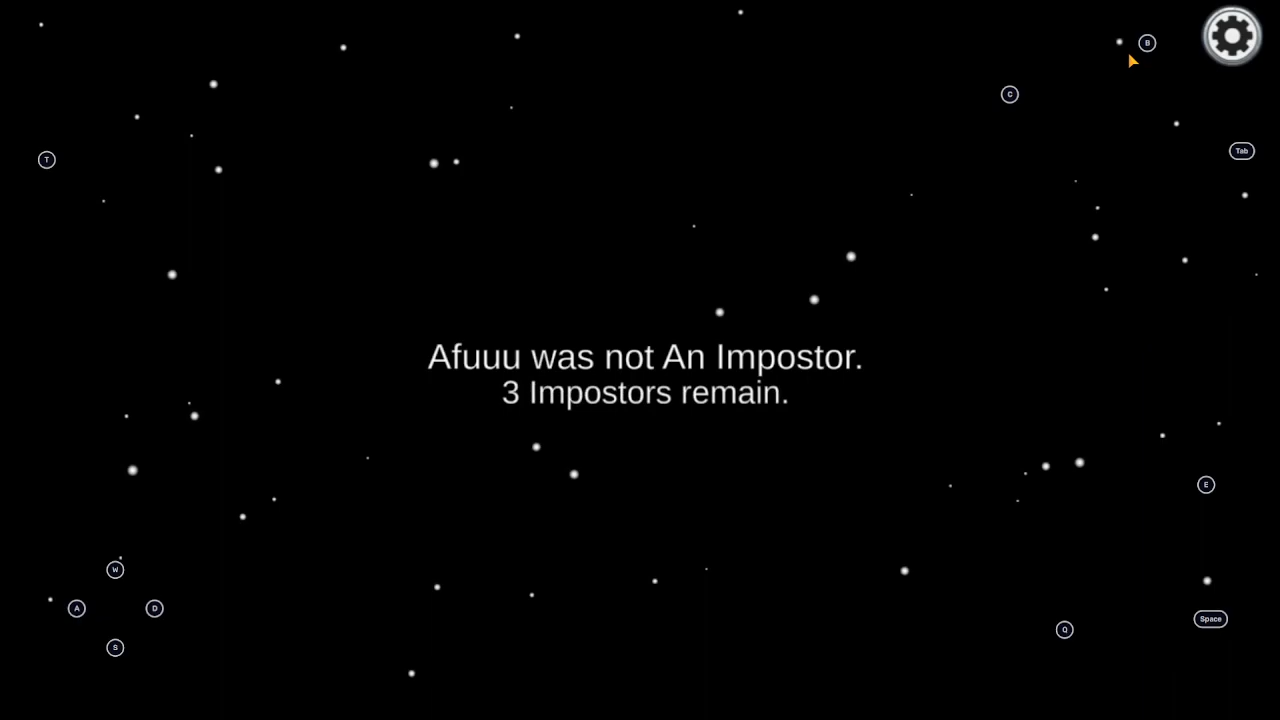 B
C
T
Tab
Afuuu was not An Impostor.
3 Impostors remain.
E
W
A
D
S
Q
Space